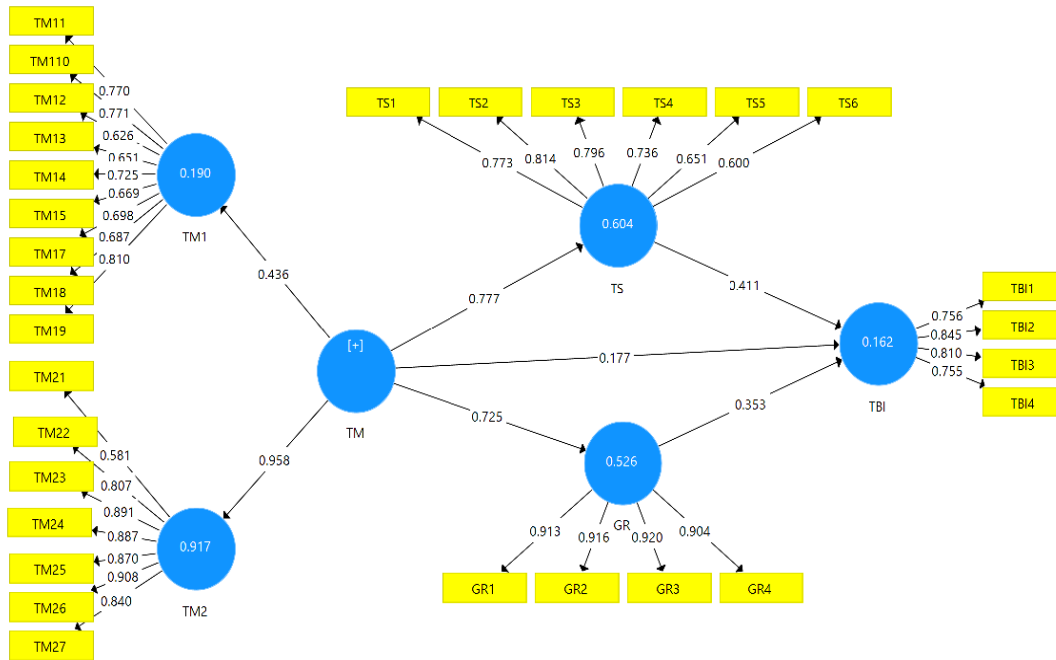 TM11
TM110
TM12
TM13
TM14
TM15
TM17
TM18
TM19
0.770
0.771
0.626
0.651
0.725
0.669
0.698
0.687
0.810
0.190
TM1
TS1
TS2
TS3
TS4
TS5
TS6
0.773
0.814
0.796
0.736
0.651
0.600
0.604
TS
0.436
0.777
0.411
[+]
TM
0.177
0.725
0.958
0.353
0.162
TBI
0.756
0.845
0.810
0.755
TBI1
TBI2
TBI3
TBI4
TM21
TM22
TM23
TM24
TM25
TM26
TM27
0.581
0.807
0.891
0.887
0.870
0.908
0.840
0.917
TM2
0.526
GR
0.913
0.916
0.920
0.904
GR1
GR2
GR3
GR4